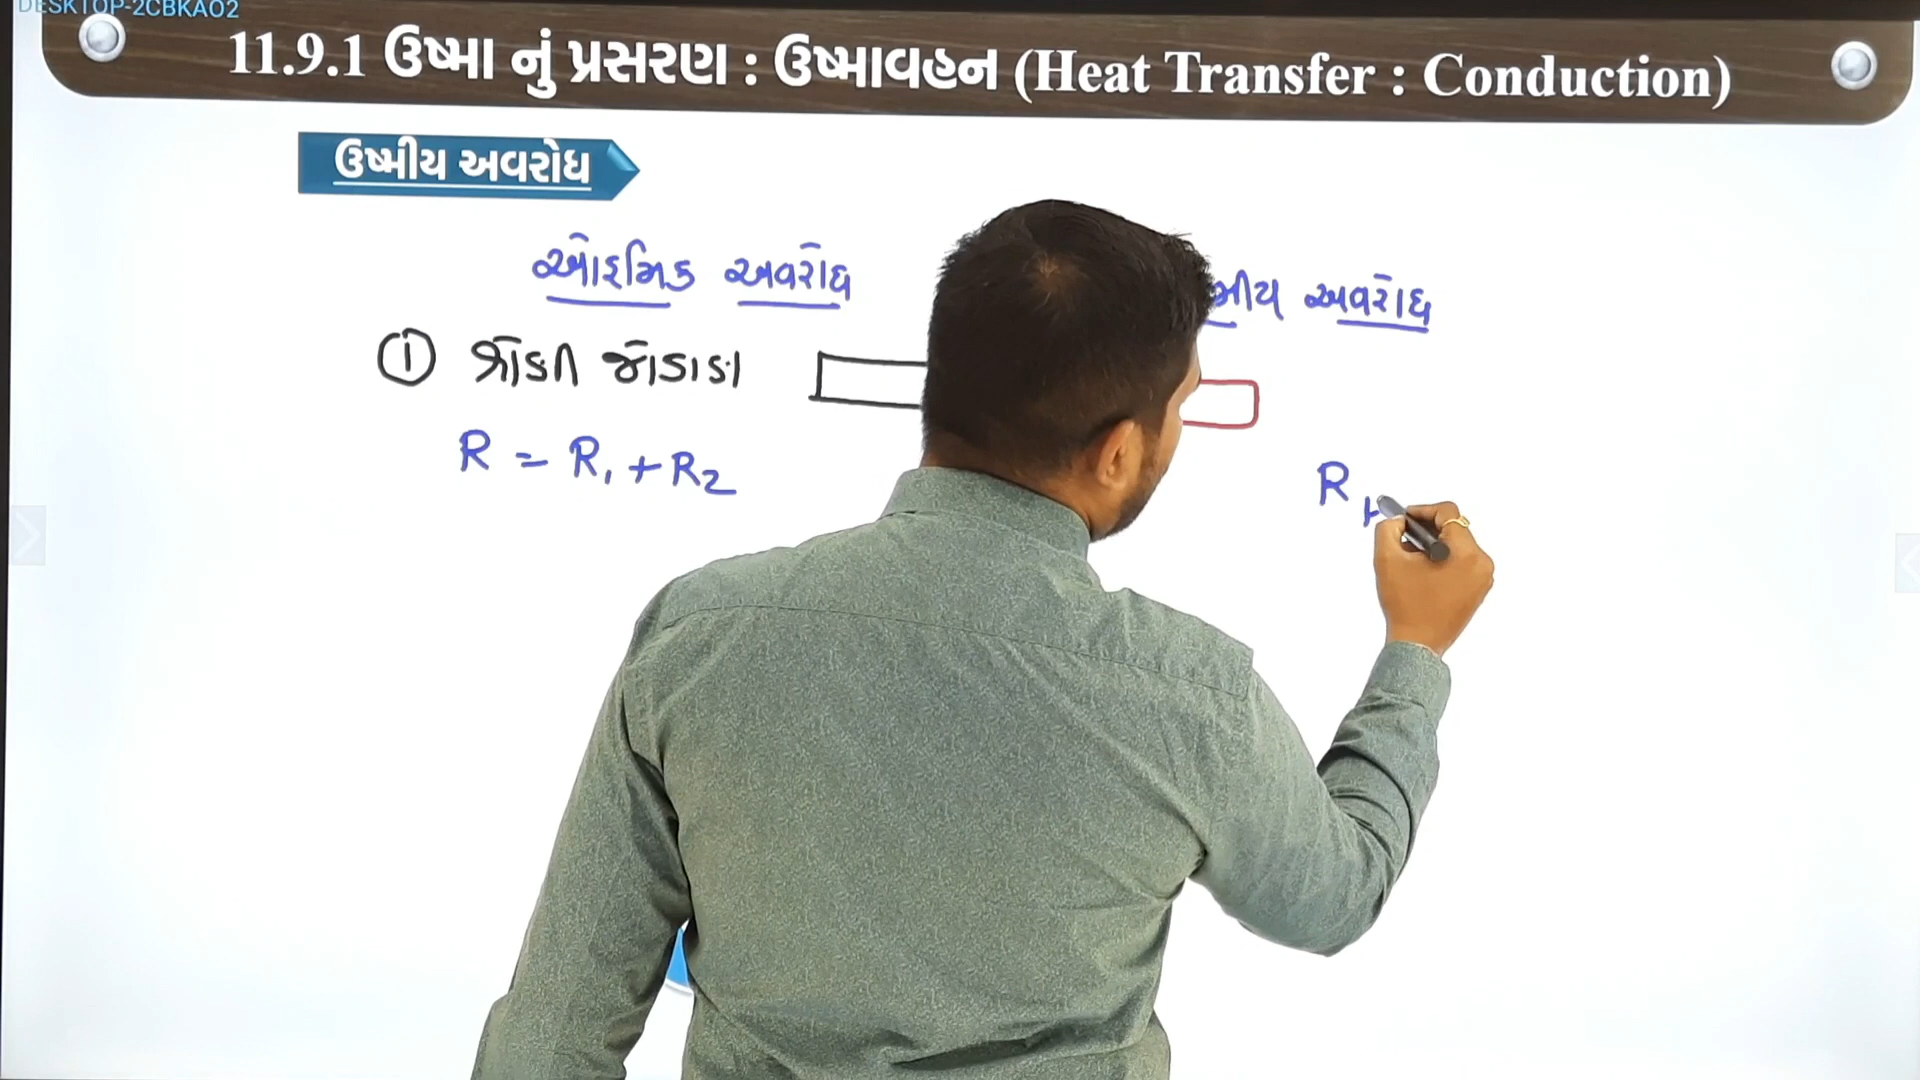 DESKTOP-2CBKAO2
11.9.1 ઉષ્મા નું પ્રસરણ : ઉષ્માવહન (Heat Transfer : Conduction)
ઉષ્મીય અવરોધ
ઓહમિક અવરોધ
મીય અવરોધ
① શ્રેણી જોડાણ
R = R₁ + R₂
R